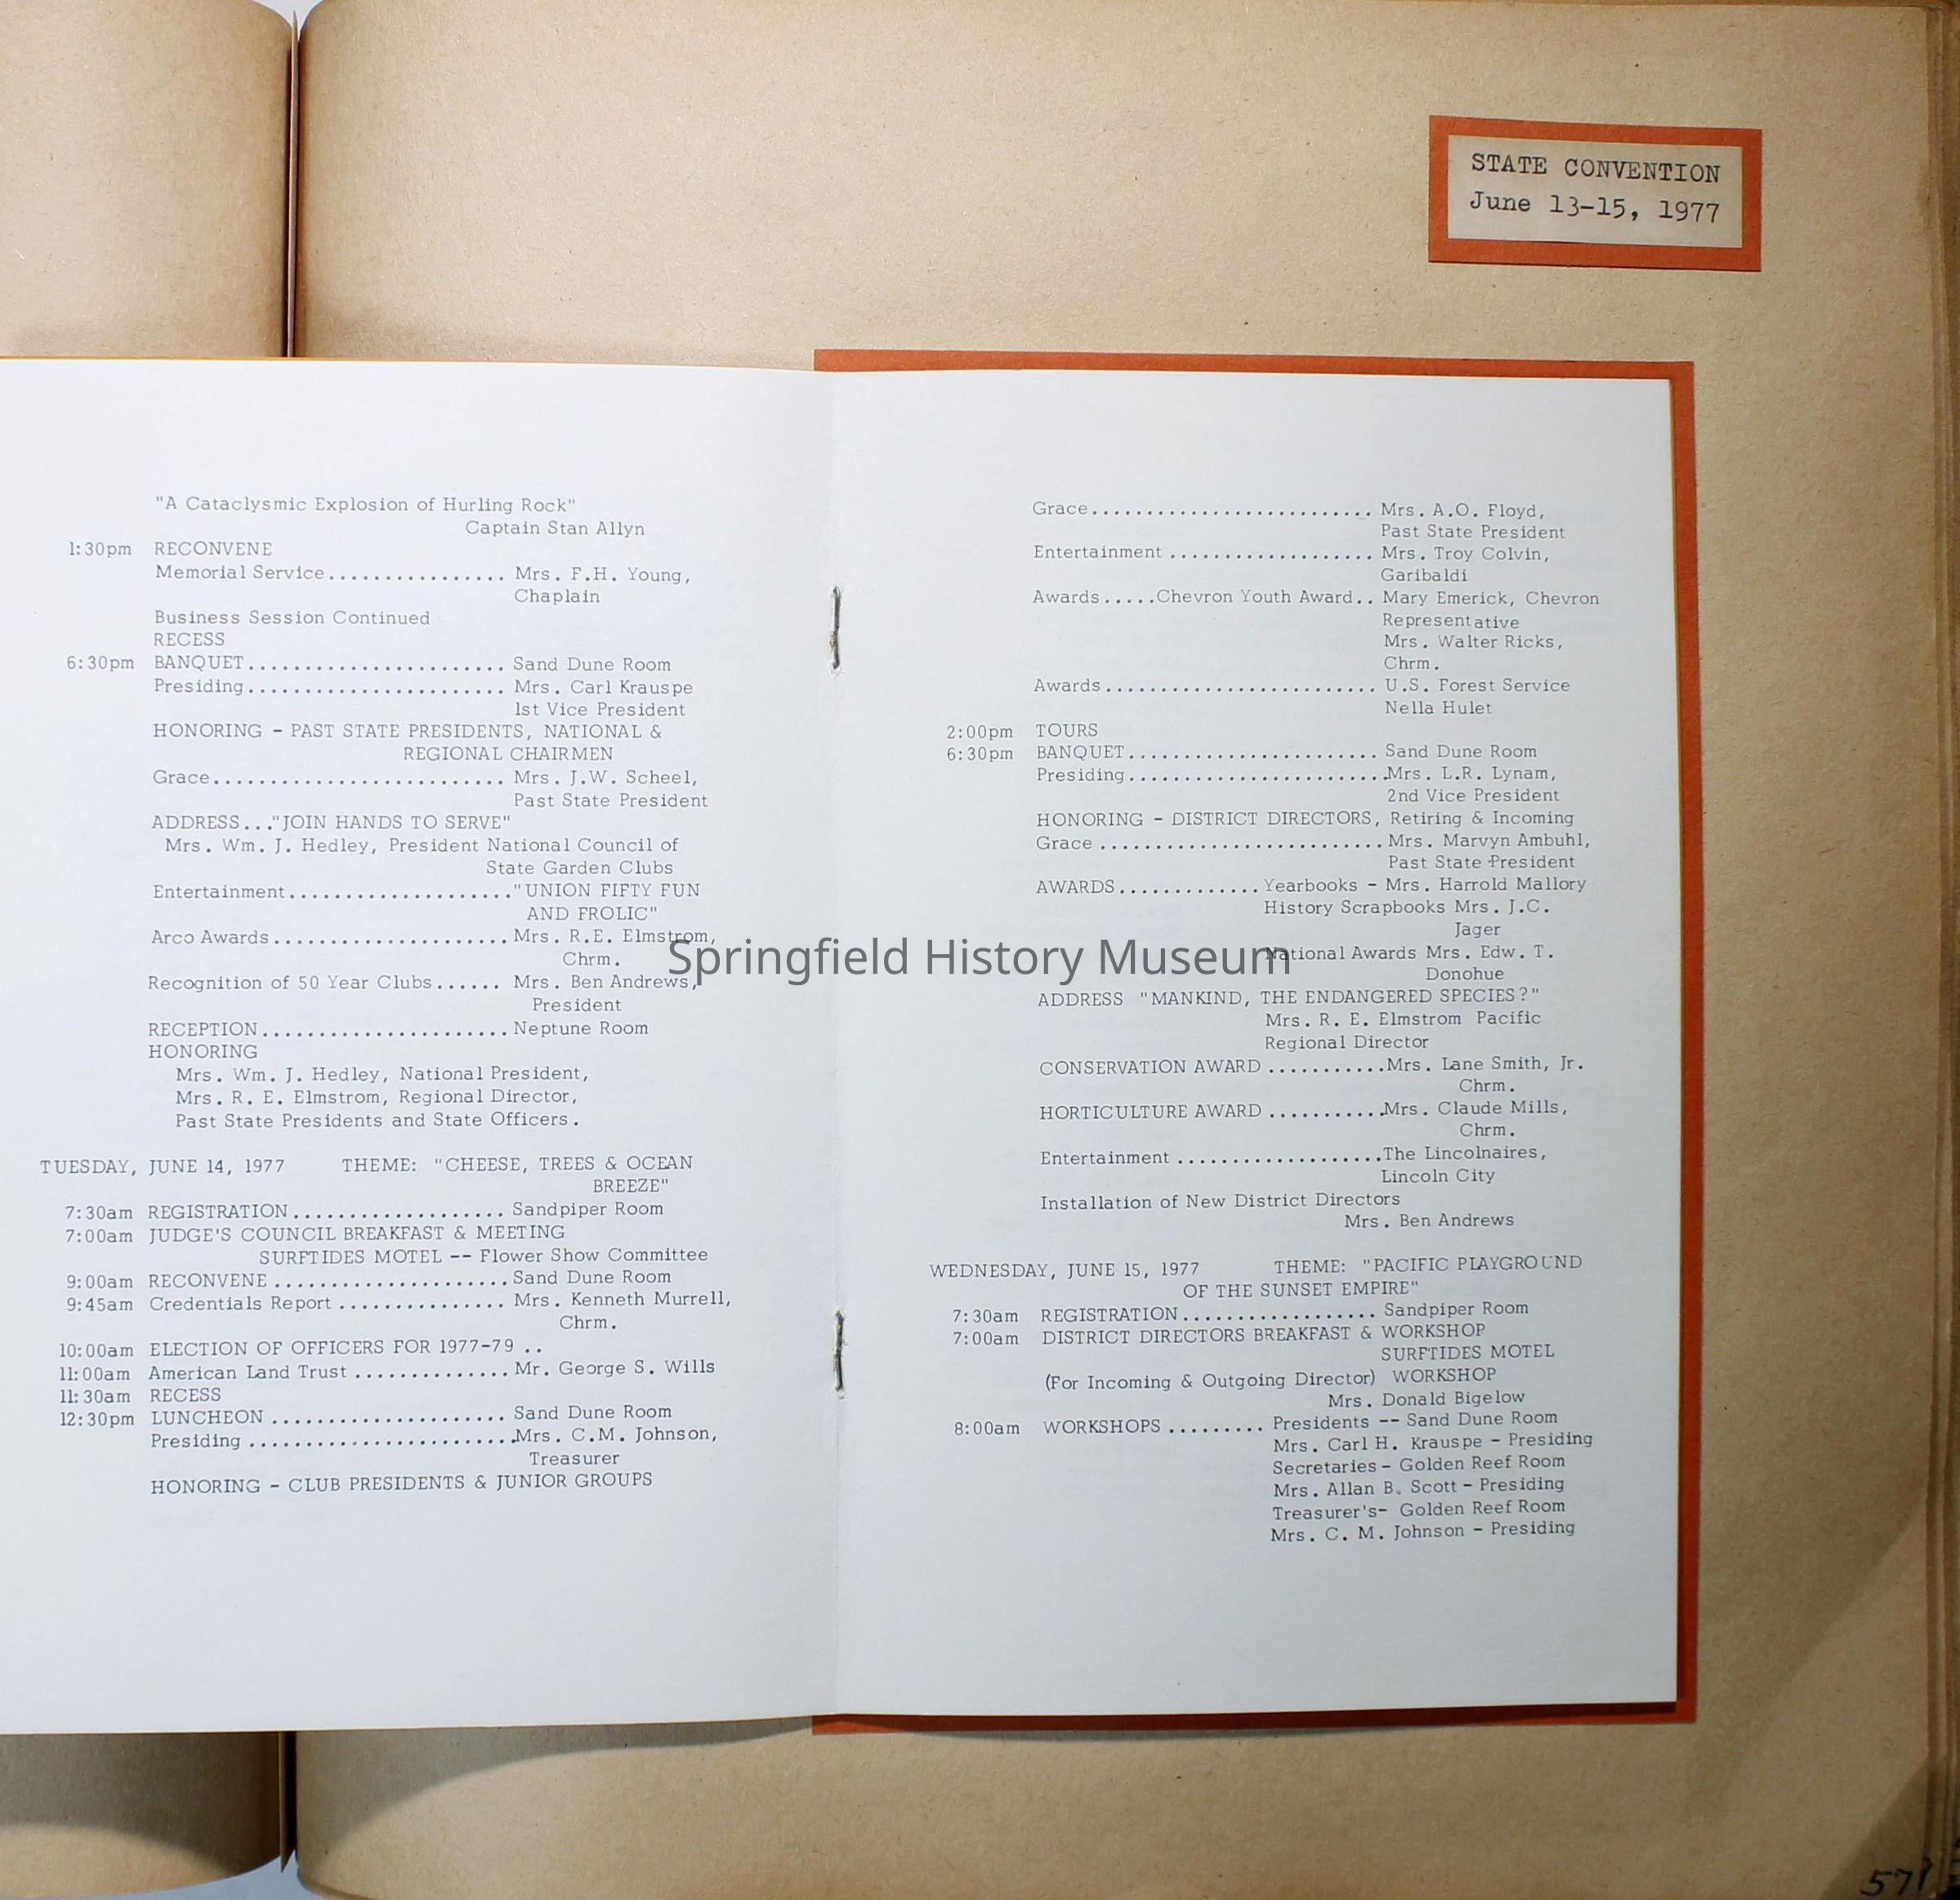 STATE CONVENTION
June 13-15, 1977
"A Cataclysmic Explosion of Hurling Rock"
Captain Stan Allyn
1:30pm RECONVENE
Memorial Service................ Mrs. F.H. Young,
Chaplain
Business Session Continued
RECESS
6:30pm BANQUET....................... Sand Dune Room
Presiding....................... Mrs. Carl Krauspe
1st Vice President
HONORING - PAST STATE PRESIDENTS, NATIONAL &
REGIONAL CHAIRMEN
Grace.......................... Mrs. J.W. Scheel,
Past State President
ADDRESS..."JOIN HANDS TO SERVE"
Mrs. Wm. J. Hedley, President National Council of
State Garden Clubs
Entertainment...................."UNION FIFTY FUN
AND FROLIC"
Arco Awards..................... Mrs. R.E. Elmstrom,
Chrm.
Recognition of 50 Year Clubs...... Mrs. Ben Andrews,
President
RECEPTION...................... Neptune Room
HONORING
Mrs. Wm. J. Hedley, National President,
Mrs. R. E. Elmstrom, Regional Director,
Past State Presidents and State Officers.
TUESDAY, JUNE 14, 1977 THEME: "CHEESE, TREES & OCEAN
BREEZE"
7:30am REGISTRATION................... Sandpiper Room
7:00am JUDGE'S COUNCIL BREAKFAST & MEETING
SURFTIDES MOTEL -- Flower Show Committee
9:00am RECONVENE ..................... Sand Dune Room
9:45am Credentials Report ............... Mrs. Kenneth Murrell,
Chrm.
10:00am ELECTION OF OFFICERS FOR 1977-79 ..
11:00am American Land Trust .............. Mr. George S. Wills
11:30am RECESS
12:30pm LUNCHEON ..................... Sand Dune Room
Presiding ........................Mrs. C.M. Johnson,
Treasurer
HONORING - CLUB PRESIDENTS & JUNIOR GROUPS
Grace......................... Mrs. A.O. Floyd,
Past State President
Entertainment ................... Mrs. Troy Colvin,
Garibaldi
Awards.....Chevron Youth Award.. Mary Emerick, Chevron
Representative
Mrs. Walter Ricks,
Chrm.
Awards......................... U.S. Forest Service
Nella Hulet
2:00pm TOURS
6:30pm BANQUET....................... Sand Dune Room
Presiding........................Mrs. L.R. Lynam,
2nd Vice President
HONORING - DISTRICT DIRECTORS, Retiring & Incoming
Grace .......................... Mrs. Marvyn Ambuhl,
Past State President
AWARDS............. Yearbooks - Mrs. Harrold Mallory
History Scrapbooks Mrs. J.C.
Jager
National Awards Mrs. Edw. T.
Donohue
ADDRESS "MANKIND, THE ENDANGERED SPECIES?"
Mrs. R. E. Elmstrom Pacific
Regional Director
CONSERVATION AWARD ...........Mrs. Lane Smith, Jr.
Chrm.
HORTICULTURE AWARD ...........Mrs. Claude Mills,
Chrm.
Entertainment ...................The Lincolnaires,
Lincoln City
Installation of New District Directors
Mrs. Ben Andrews
WEDNESDAY, JUNE 15, 1977 THEME: "PACIFIC PLAYGROUND
OF THE SUNSET EMPIRE"
7:30am REGISTRATION.................. Sandpiper Room
7:00am DISTRICT DIRECTORS BREAKFAST & WORKSHOP
SURFTIDES MOTEL
(For Incoming & Outgoing Director) WORKSHOP
Mrs. Donald Bigelow
8:00am WORKSHOPS ......... Presidents -- Sand Dune Room
Mrs. Carl H. Krauspe - Presiding
Secretaries - Golden Reef Room
Mrs. Allan B. Scott - Presiding
Treasurer's- Golden Reef Room
Mrs. C. M. Johnson - Presiding
Springfield History Museum